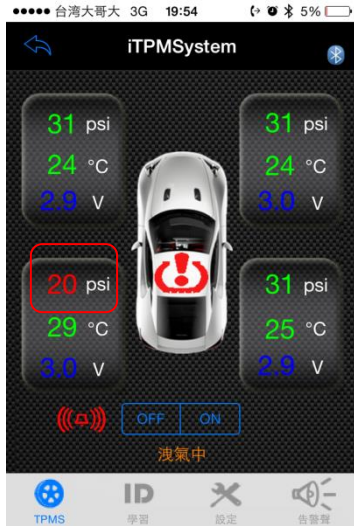 台湾大哥大 3G 19:54 5%
iTPMSystem
31 psi 31 psi
24 °C 24 °C
2.9 V 3.0 V
20 psi 31 psi
29 °C 25 °C
3.0 V 2.9 V
OFF ON
洩氣中
TPMS ID
學習 設定 告警聲